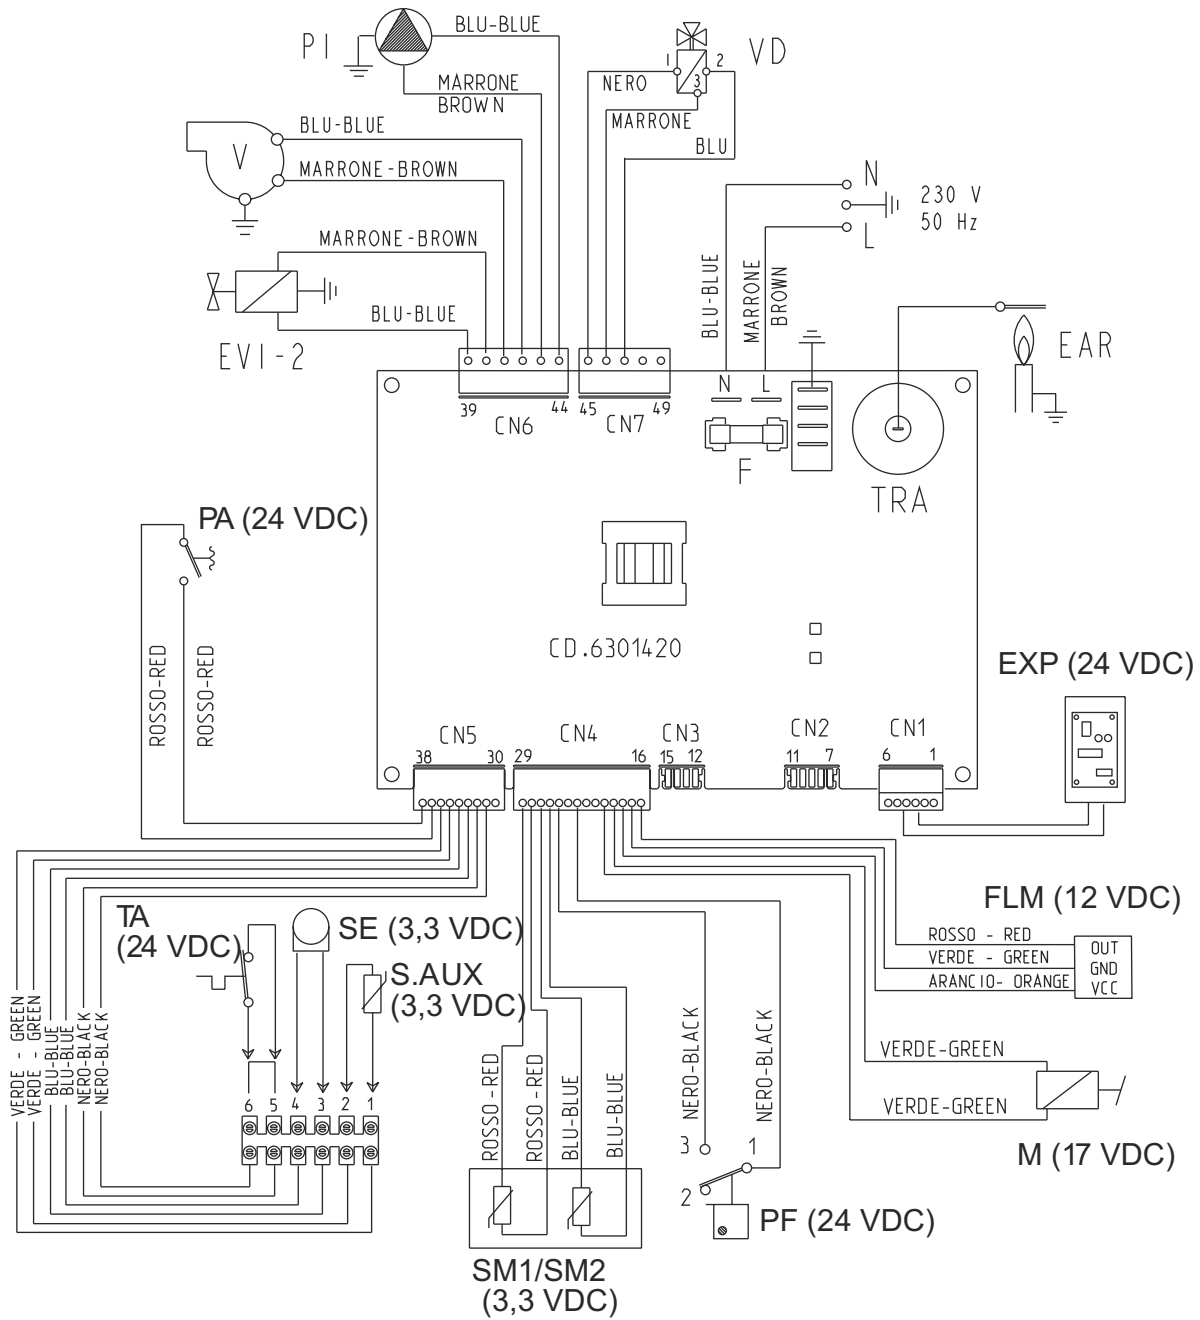 PI
BLU-BLUE
MARRONE
BROWN
1
2
3
VD
NERO
MARRONE
BLU
V
BLU-BLUE
MARRONE-BROWN
N
230 V
50 Hz
L
MARRONE-BROWN
BLU-BLUE
EV1-2
BLU-BLUE
MARRONE
BROWN
EAR
39
44
CN6
45
49
CN7
N
L
F
TRA
PA (24 VDC)
ROSSO-RED
ROSSO-RED
CD.6301420
EXP (24 VDC)
CN5
38
30
CN4
29
16
CN3
15
12
CN2
11
7
CN1
6
1
TA
(24 VDC)
SE (3,3 VDC)
S.AUX
(3,3 VDC)
FLM (12 VDC)
ROSSO - RED
VERDE - GREEN
ARANCIO- ORANGE
OUT
GND
VCC
VERDE - GREEN
VERDE - GREEN
BLU-BLUE
BLU-BLUE
NERO-BLACK
NERO-BLACK
6
5
4
3
2
1
ROSSO-RED
ROSSO-RED
BLU-BLUE
BLU-BLUE
NERO-BLACK
NERO-BLACK
3
1
2
VERDE-GREEN
VERDE-GREEN
M (17 VDC)
PF (24 VDC)
SM1/SM2
(3,3 VDC)